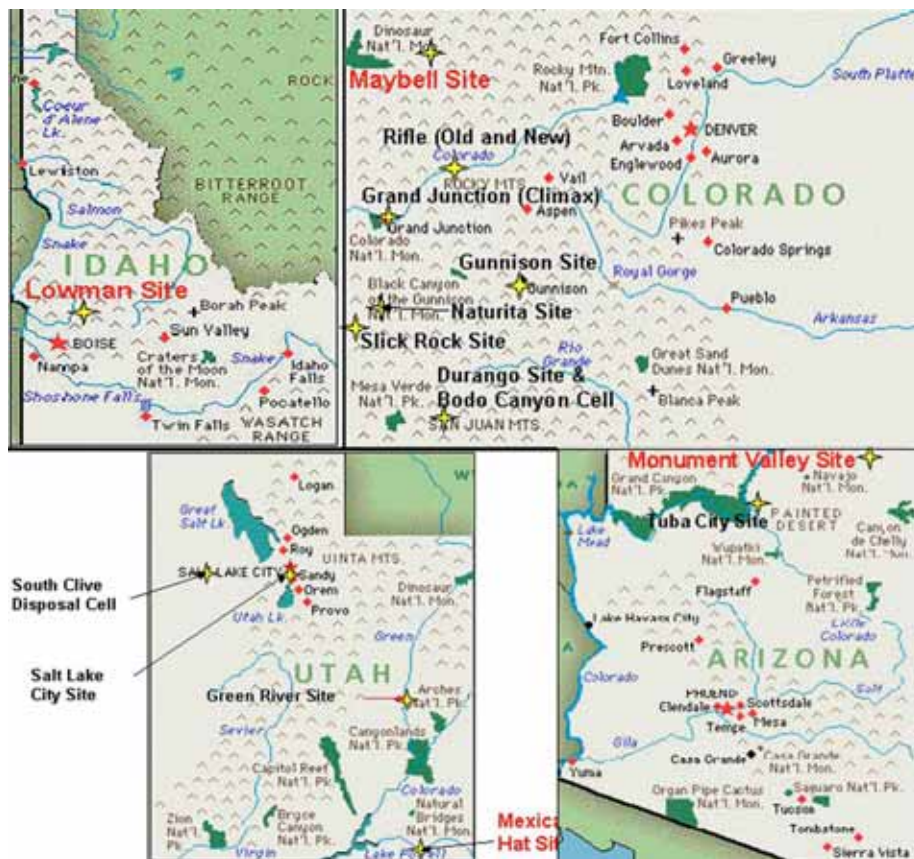 Coeur
d'Alene
Lk.
Lewiston
Salmon
Snake
IDAHO
Lowman Site
Borah Peak
Sun Valley
BOISE
Nampa
Craters
of the Moon
Nat'l. Mon.
Snake
Idaho
Falls
Shoshone Falls
Pocatello
Twin Falls
WASATCH
RANGE
ROCK
BITTERROOT
RANGE
Dinosaur
Nat'l. Mon.
Maybell Site
Fort Collins
Greeley
Rocky Mtn.
Nat'l. Pk.
Loveland
South Platte
Boulder
DENVER
Arvada
Englewood
Aurora
Rifle (Old and New)
Colorado
ROCKY MTS.
Vail
Aspen
COLORADO
Grand Junction (Climax)
Grand Junction
Colorado
Nat'l. Mon.
Pikes Peak
Colorado Springs
Gunnison Site
Gunnison
Black Canyon
of the Gunnison
Nat'l. Mon.
Royal Gorge
Naturita Site
Pueblo
Arkansas
Slick Rock Site
Rio
Grande
Great Sand
Dunes Nat'l. Mon.
Durango Site &
Bodo Canyon Cell
Mesa Verde
Nat'l. Pk.
Blanca Peak
SAN JUAN MTS.
Logan
Great
Salt Lk.
Ogden
Roy
UINTA MTS.
South Clive
Disposal Cell
LAKE CITY
Sandy
Orem
Provo
Utah Lk.
Dinosaur
Nat'l. Mon.
Green
Salt Lake
City Site
UTAH
Green River Site
Arches
Nat'l. Pk.
Sevier
Canyonlands
Nat'l. Pk.
Capitol Reef
Nat'l. Pk.
Colorado
Natural
Bridges
Nat'l. Mon.
Zion
Nat'l. Pk.
Bryce
Canyon
Nat'l. Pk.
Virgin
Lake Powell
Mexica
Hat Sit
Monument Valley Site
Grand Canyon
Nat'l. Pk.
Navajo
Nat'l. Mon.
Lake
Mead
Tuba City Site
PAINTED
DESERT
Canyon
de Chelly
Nat'l. Mon.
Wupatki
Nat'l. Mon.
Flagstaff
Petrified
Forest
Nat'l. Pk.
Lake Havasu City
Little
Colorado
Prescott
ARIZONA
Colorado
Salt
Scottsdale
Mesa
Tempe
Gila
Yuma
Casa Grande
Casa Grande
Nat'l. Mon.
Organ Pipe Cactus
Nat'l. Mon.
Saguaro Nat'l. Pk.
Tucson
Tombstone
Sierra Vista